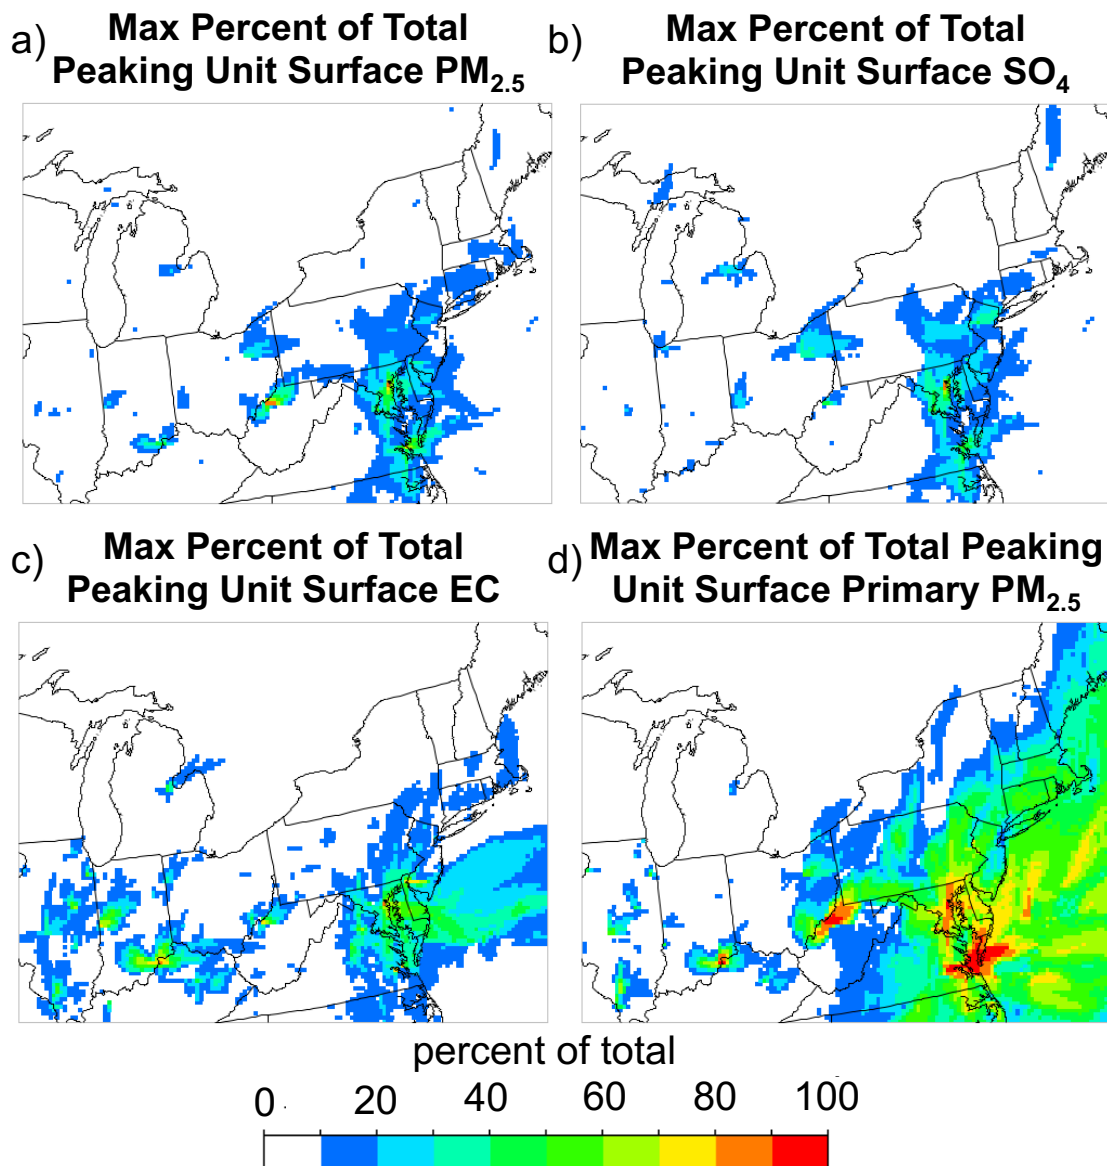 a) Max Percent of Total
Peaking Unit Surface PM2.5
b) Max Percent of Total
Peaking Unit Surface SO4
c) Max Percent of Total
Peaking Unit Surface EC
d) Max Percent of Total Peaking
Unit Surface Primary PM2.5
percent of total
0 20 40 60 80 100